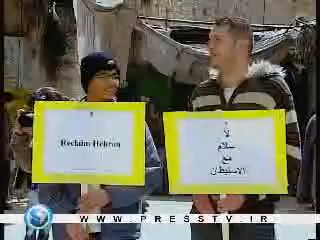 Reclaim Hebron
لا
سلام
مع
الاستيطان
WWW.PRESSTV.IR